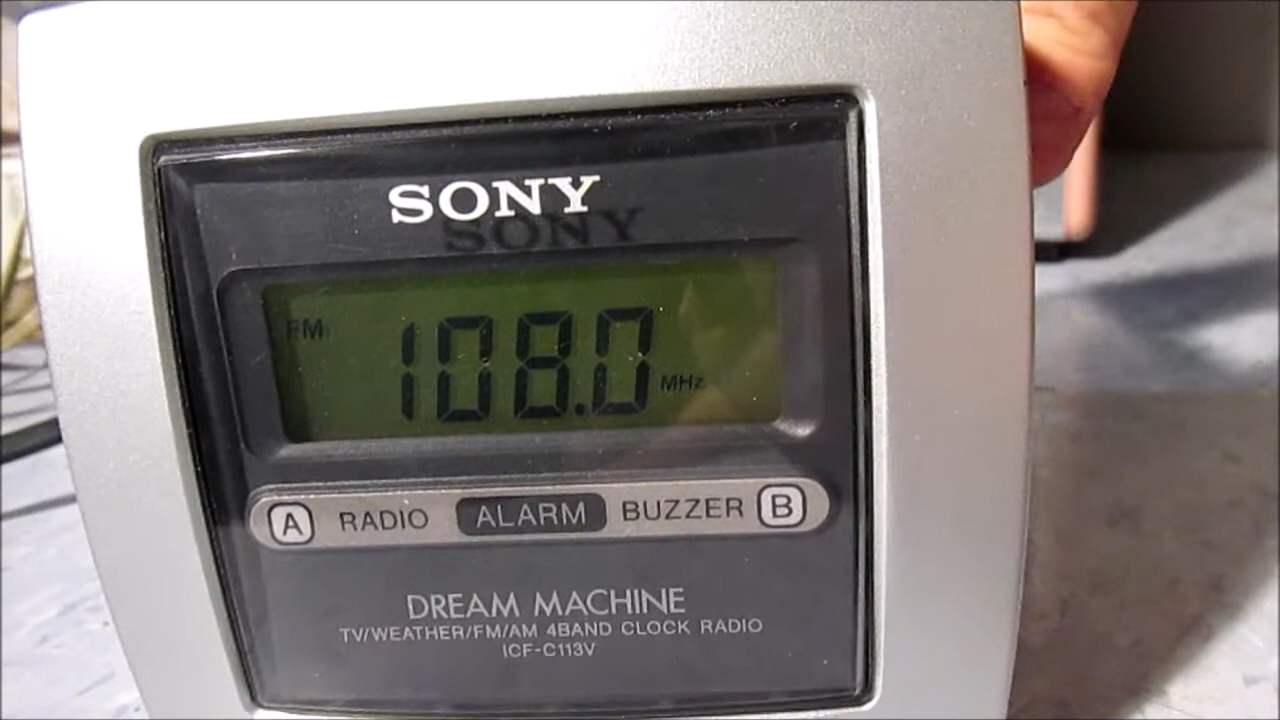 SONY
FM
108.0 MHz
A RADIO ALARM BUZZER B
DREAM MACHINE
TV/WEATHER/FM/AM 4BAND CLOCK RADIO
ICF-C113V